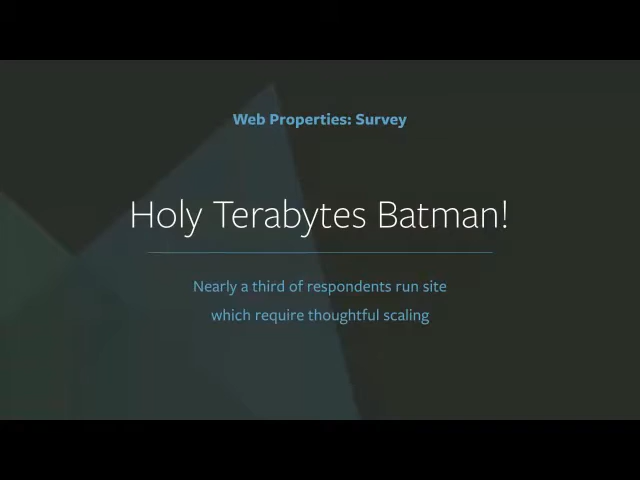 Web Properties: Survey
Holy Terabytes Batman!
Nearly a third of respondents run site
which require thoughtful scaling